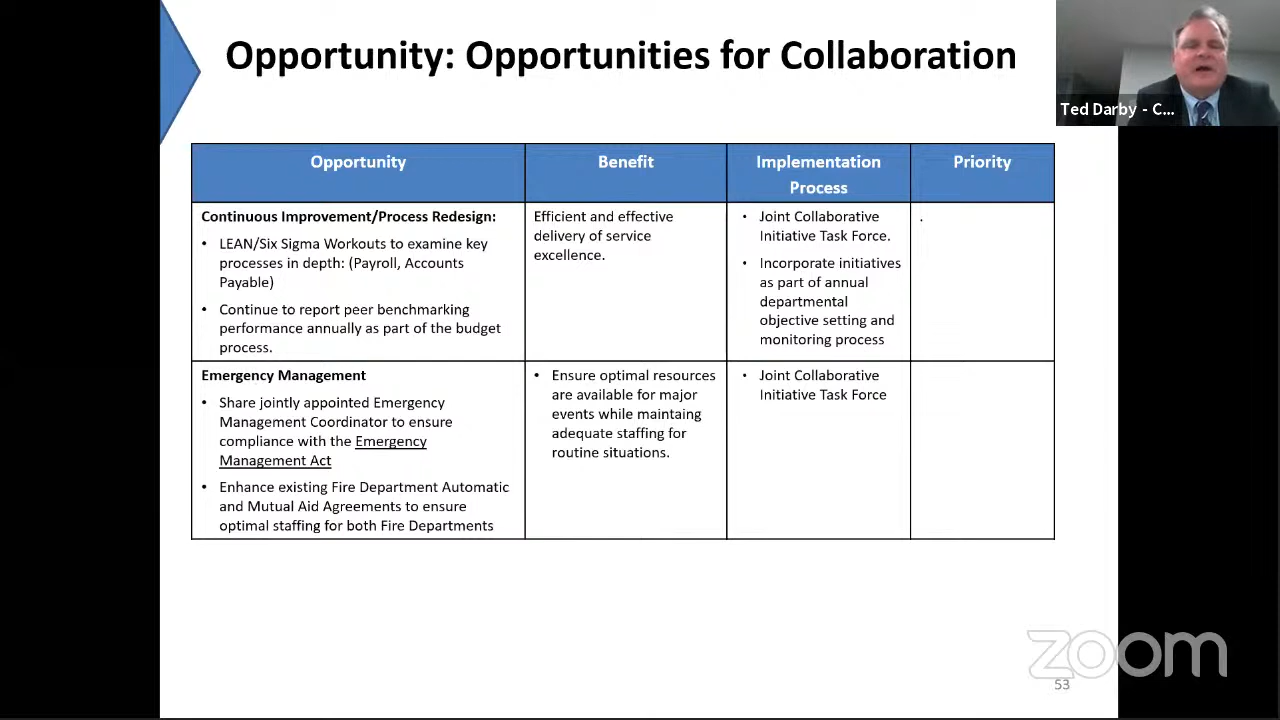 Opportunity: Opportunities for Collaboration
Ted Darby - C...
Opportunity
Benefit
Implementation
Process
Priority
Continuous Improvement/Process Redesign:
• LEAN/Six Sigma Workouts to examine key
processes in depth: (Payroll, Accounts
Payable)
• Continue to report peer benchmarking
performance annually as part of the budget
process.
Efficient and effective
delivery of service
excellence.
• Joint Collaborative
Initiative Task Force.
• Incorporate initiatives
as part of annual
departmental
objective setting and
monitoring process
.
Emergency Management
• Share jointly appointed Emergency
Management Coordinator to ensure
compliance with the Emergency
Management Act
• Enhance existing Fire Department Automatic
and Mutual Aid Agreements to ensure
optimal staffing for both Fire Departments
• Ensure optimal resources
are available for major
events while maintaing
adequate staffing for
routine situations.
• Joint Collaborative
Initiative Task Force
zoom
53